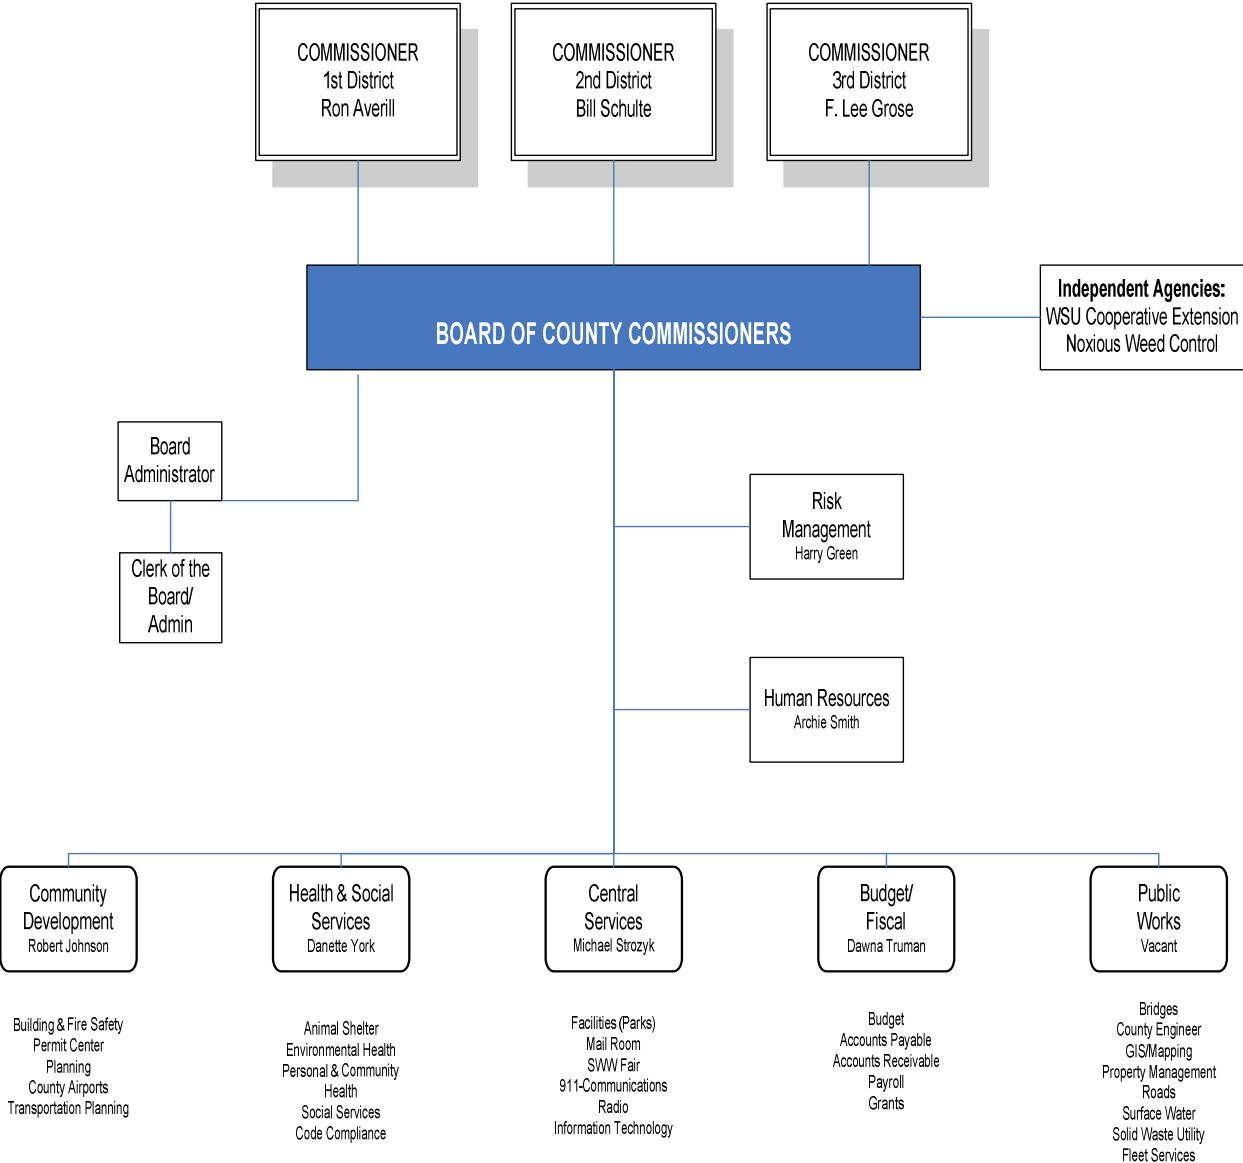 COMMISSIONER
1st District
Ron Averill
COMMISSIONER
2nd District
Bill Schulte
COMMISSIONER
3rd District
F. Lee Grose
BOARD OF COUNTY COMMISSIONERS
Independent Agencies:
WSU Cooperative Extension
Noxious Weed Control
Board
Administrator
Clerk of the
Board/
Admin
Risk
Management
Harry Green
Human Resources
Archie Smith
Community
Development
Robert Johnson
Health & Social
Services
Danette York
Central
Services
Michael Strozyk
Budget/
Fiscal
Dawna Truman
Public
Works
Vacant
Building & Fire Safety
Permit Center
Planning
County Airports
Transportation Planning
Animal Shelter
Environmental Health
Personal & Community
Health
Social Services
Code Compliance
Facilities (Parks)
Mail Room
SWW Fair
911-Communications
Radio
Information Technology
Budget
Accounts Payable
Accounts Receivable
Payroll
Grants
Bridges
County Engineer
GIS/Mapping
Property Management
Roads
Surface Water
Solid Waste Utility
Fleet Services